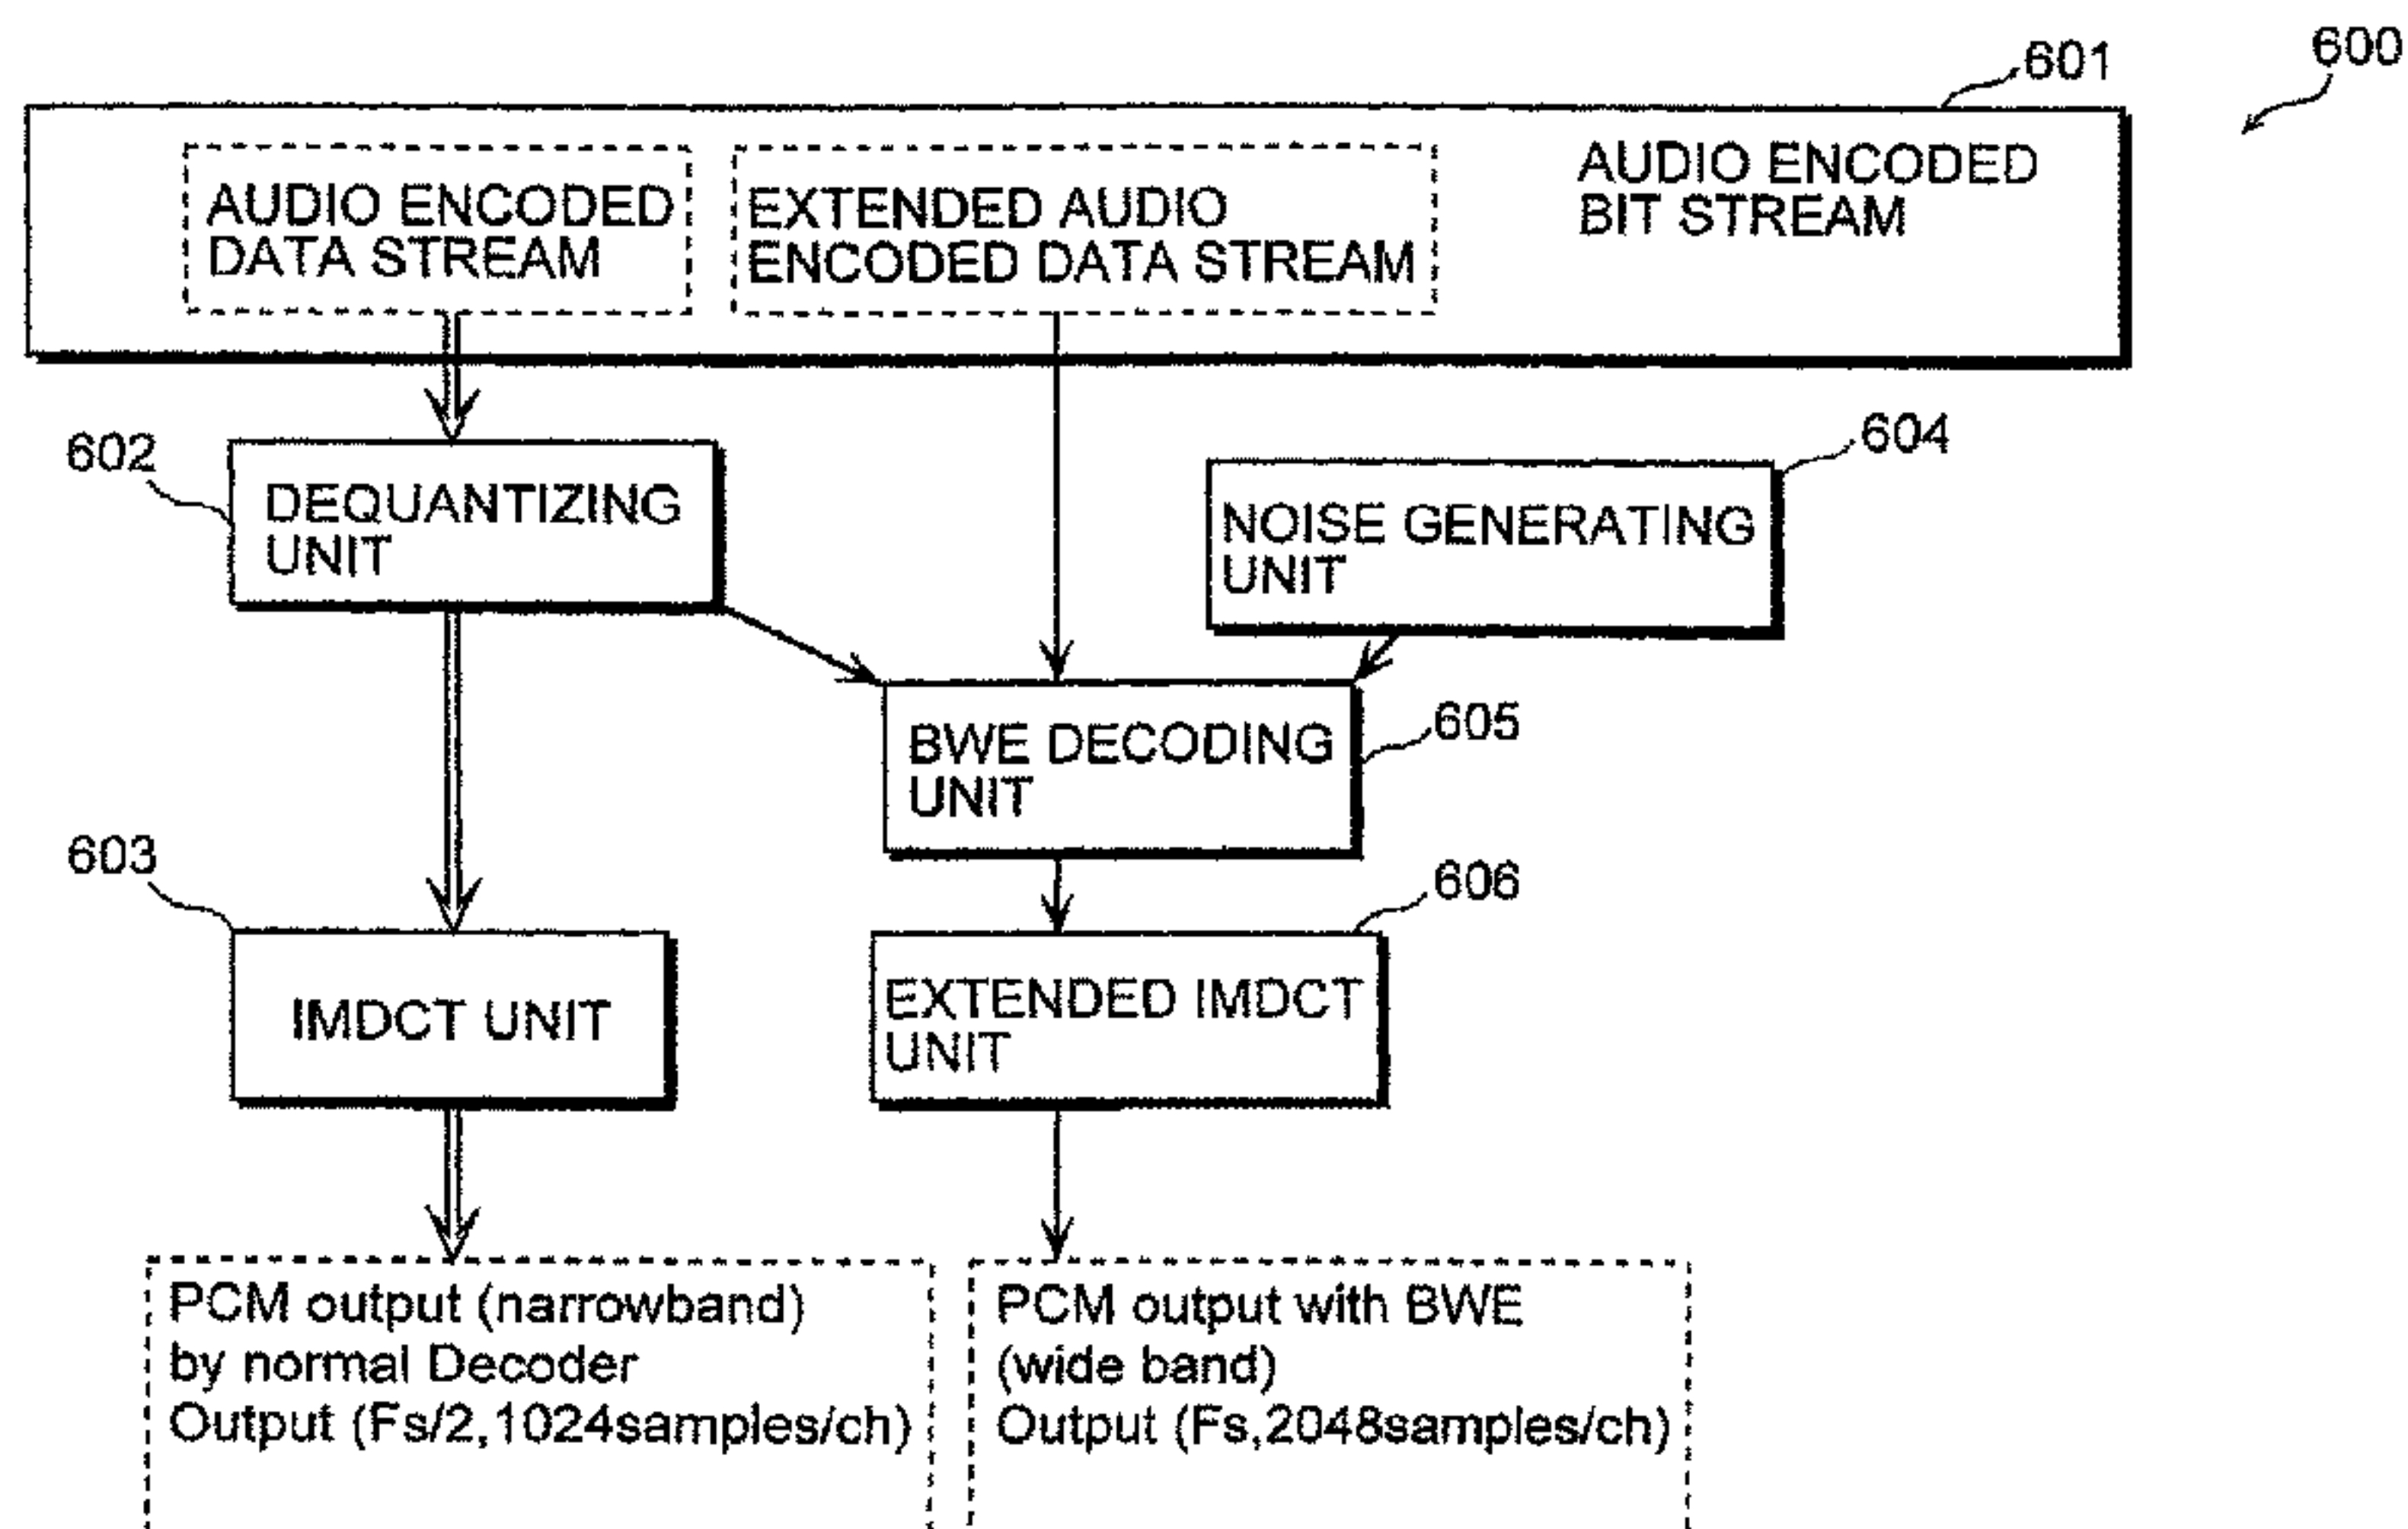 600
601
AUDIO ENCODED
DATA STREAM
EXTENDED AUDIO
ENCODED DATA STREAM
AUDIO ENCODED
BIT STREAM
602
DEQUANTIZING
UNIT
604
NOISE GENERATING
UNIT
BWE DECODING
UNIT
605
603
IMDCT UNIT
606
EXTENDED IMDCT
UNIT
PCM output (narrowband)
by normal Decoder
Output (Fs/2,1024samples/ch)
PCM output with BWE
(wide band)
Output (Fs,2048samples/ch)